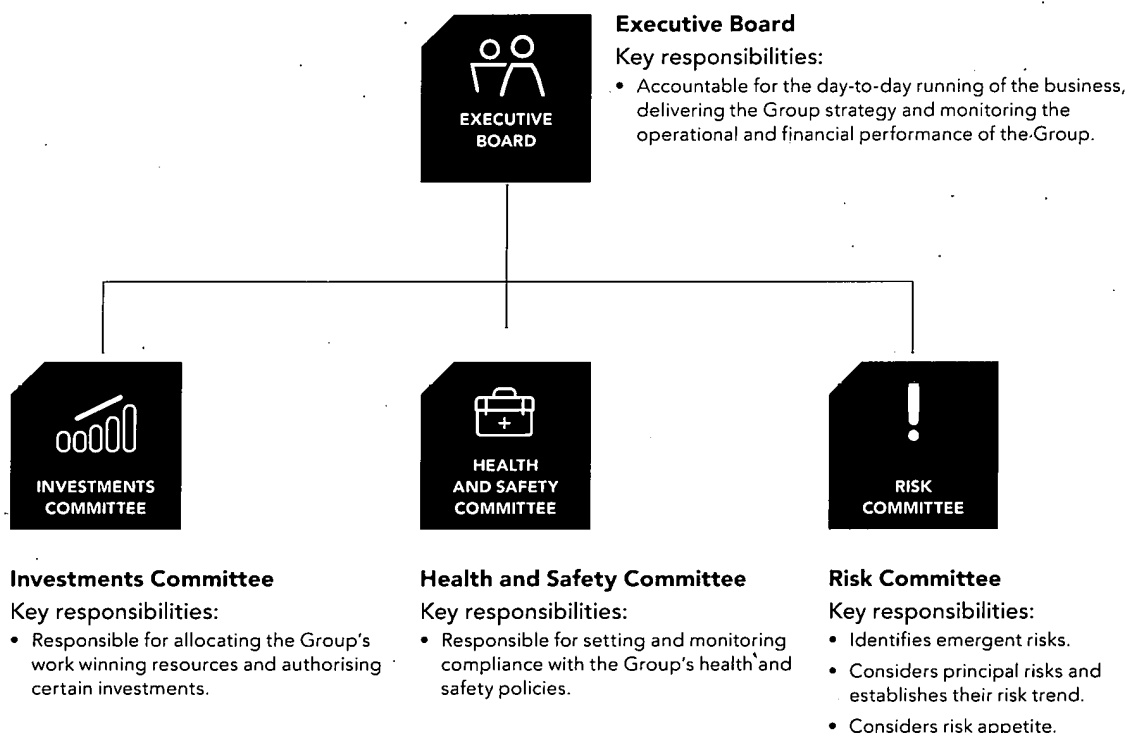 EXECUTIVE
BOARD
Executive Board
Key responsibilities:
• Accountable for the day-to-day running of the business,
delivering the Group strategy and monitoring the
operational and financial performance of the Group.
INVESTMENTS
COMMITTEE
HEALTH
AND SAFETY
COMMITTEE
RISK
COMMITTEE
Investments Committee
Key responsibilities:
• Responsible for allocating the Group's
work winning resources and authorising
certain investments.
Health and Safety Committee
Key responsibilities:
• Responsible for setting and monitoring
compliance with the Group's health and
safety policies.
Risk Committee
Key responsibilities:
• Identifies emergent risks.
• Considers principal risks and
establishes their risk trend.
• Considers risk appetite.